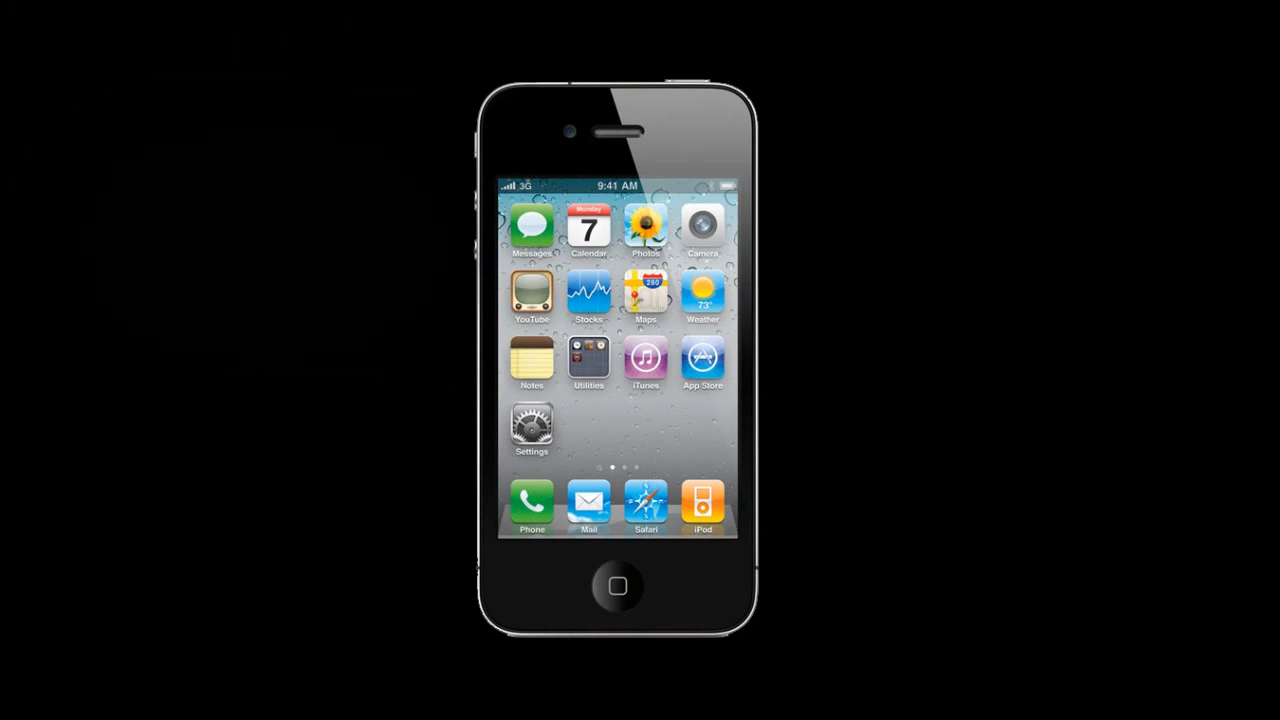 3G 9:41 AM
Monday
7
Messages Calendar Photos Camera
280
73°
YouTube Stocks Maps Weather
Notes Utilities iTunes App Store
Settings
Phone Mail Safari iPod